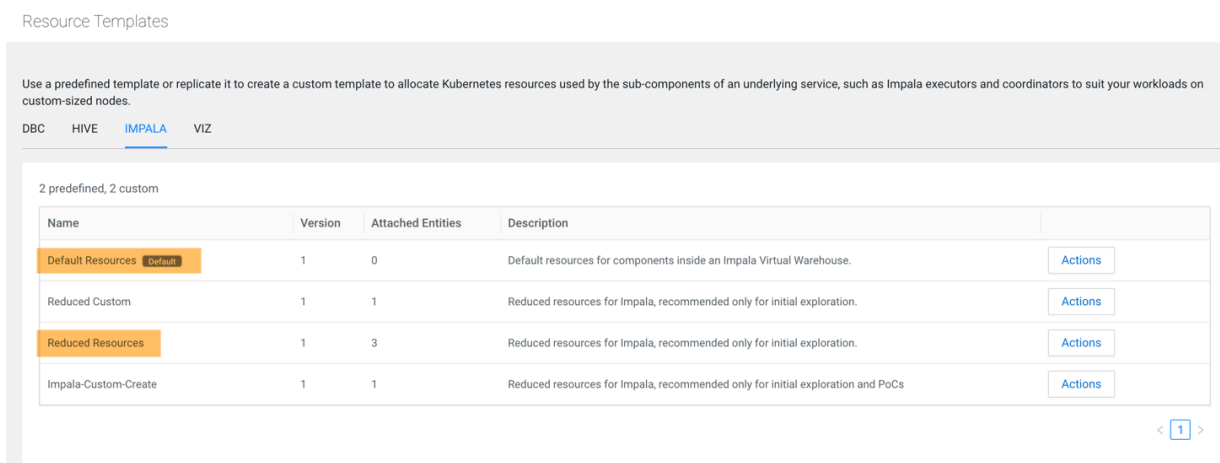 Resource Templates
Use a predefined template or replicate it to create a custom template to allocate Kubernetes resources used by the sub-components of an underlying service, such as Impala executors and coordinators to suit your workloads on
custom-sized nodes.
DBC HIVE IMPALA VIZ
2 predefined, 2 custom
Name Version Attached Entities Description
Default Resources Default 1 0 Default resources for components inside an Impala Virtual Warehouse. Actions
Reduced Custom 1 1 Reduced resources for Impala, recommended only for initial exploration. Actions
Reduced Resources 1 3 Reduced resources for Impala, recommended only for initial exploration. Actions
Impala-Custom-Create 1 1 Reduced resources for Impala, recommended only for initial exploration and PoCs Actions
< 1 >